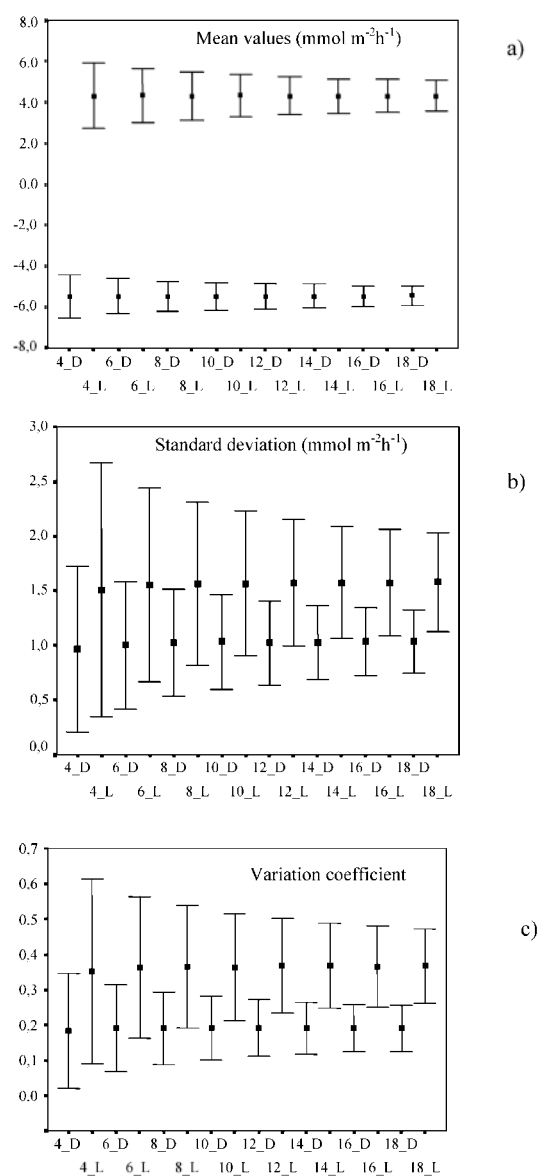 8.0
Mean values (mmol m⁻²h⁻¹)
a)
6.0
4.0
2.0
0.0
-2,0
-4.0
-6.0
-8,0
4_D 6_D 8_D 10_D 12_D 14_D 16_D 18_D
4_L 6_L 8_L 10_L 12_L 14_L 16_L 18_L
3,0
Standard deviation (mmol m⁻²h⁻¹)
b)
2,5
2.0
1.5
1.0
0,5
0,0
4_D 6_D 8_D 10_D 12_D 14_D 16_D 18_D
4_L 6_L 8_L 10_L 12_L 14_L 16_L 18_L
0,7
Variation coefficient
0.6
0.5
c)
0.4
0.3
0.2
0,1
0.0
4_D 6_D 8_D 10_D 12_D 14_D 16_D 18_D
4_L 6_L 8_L 10_L 12_L 14_L 16_L 18_L